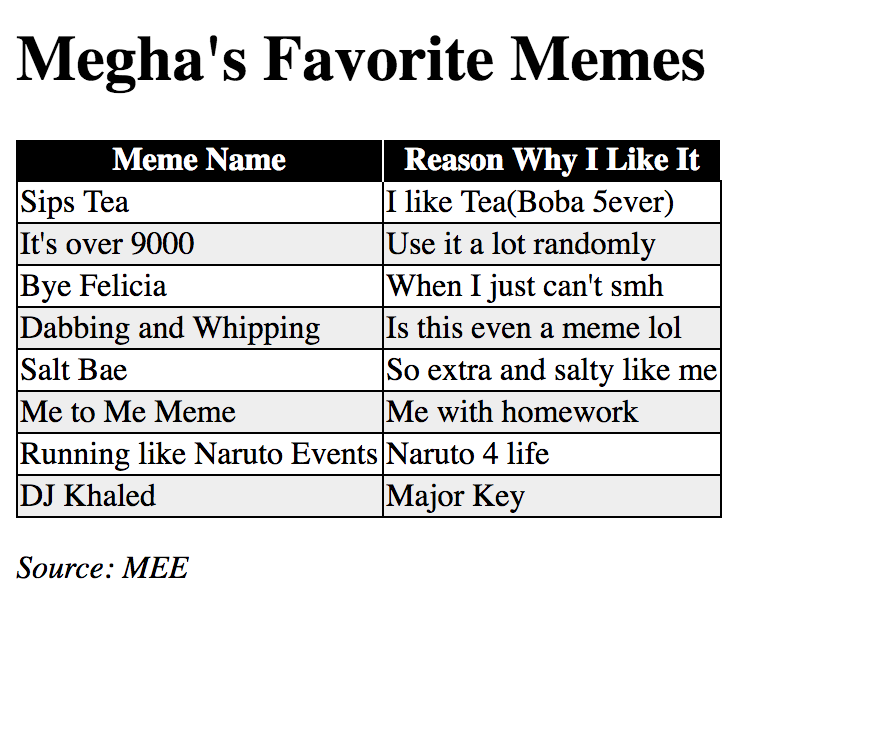 Megha's Favorite Memes
Meme Name Reason Why I Like It
Sips Tea I like Tea(Boba 5ever)
It's over 9000 Use it a lot randomly
Bye Felicia When I just can't smh
Dabbing and Whipping Is this even a meme lol
Salt Bae So extra and salty like me
Me to Me Meme Me with homework
Running like Naruto Events Naruto 4 life
DJ Khaled Major Key
Source: MEE